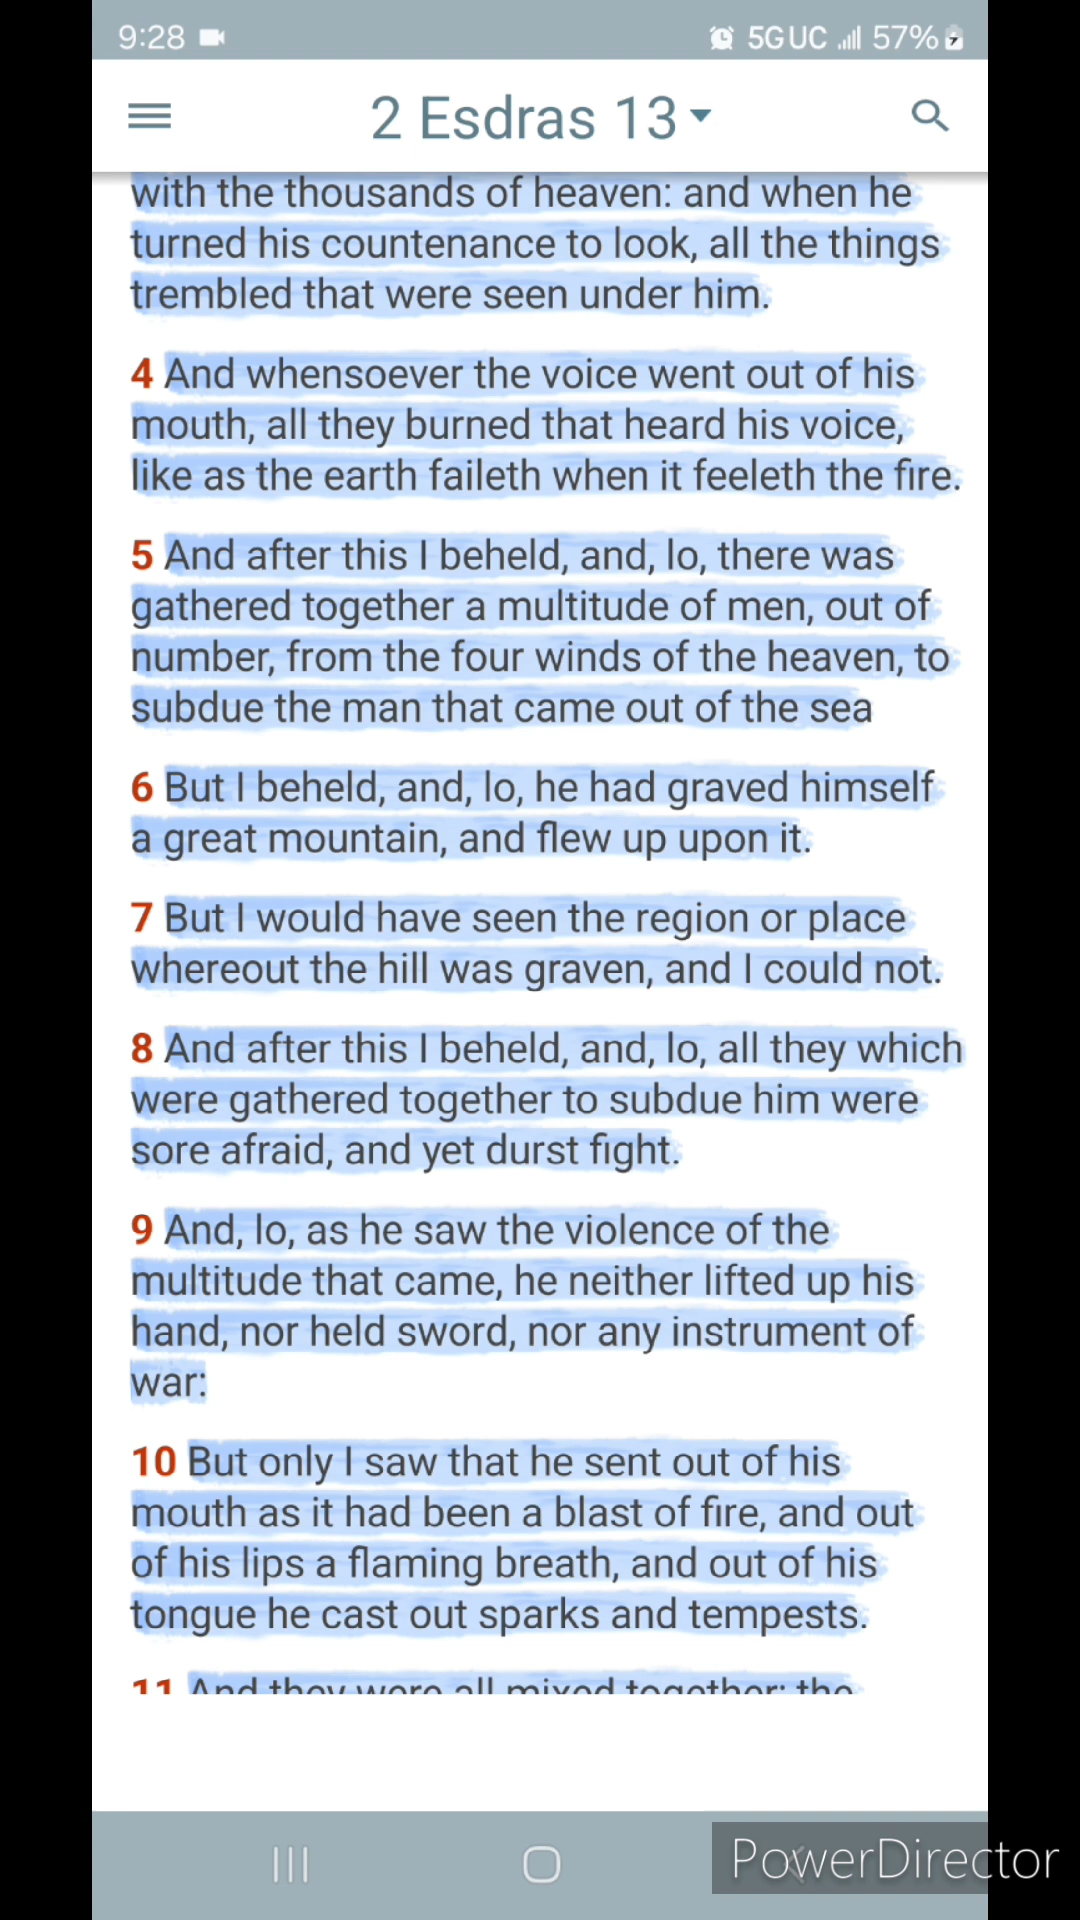 9:28 5G UC 57%
2 Esdras 13
with the thousands of heaven: and when he
turned his countenance to look, all the things
trembled that were seen under him.
4 And whensoever the voice went out of his
mouth, all they burned that heard his voice,
like as the earth faileth when it feeleth the fire.
5 And after this I beheld, and, lo, there was
gathered together a multitude of men, out of
number, from the four winds of the heaven, to
subdue the man that came out of the sea
6 But I beheld, and, lo, he had graved himself
a great mountain, and flew up upon it.
7 But I would have seen the region or place
whereout the hill was graven, and I could not.
8 And after this I beheld, and, lo, all they which
were gathered together to subdue him were
sore afraid, and yet durst fight.
9 And, lo, as he saw the violence of the
multitude that came, he neither lifted up his
hand, nor held sword, nor any instrument of
war:
10 But only I saw that he sent out of his
mouth as it had been a blast of fire, and out
of his lips a flaming breath, and out of his
tongue he cast out sparks and tempests.
11 And they were all mixed together; the
PowerDirector